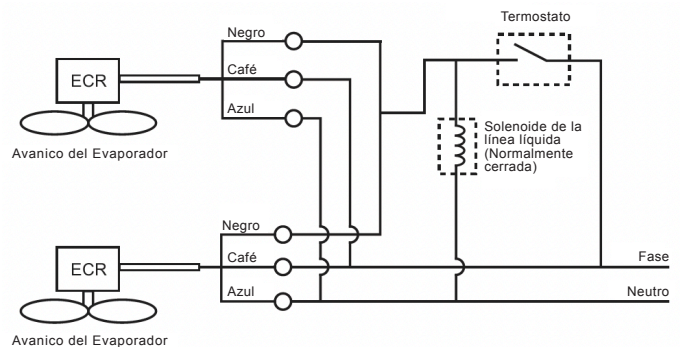 Termostato
Negro
ECR
Café
Azul
Avanico del Evaporador
Solenoide de la
línea líquida
(Normalmente
cerrada)
Negro
Café
Fase
ECR
Azul
Neutro
Avanico del Evaporador